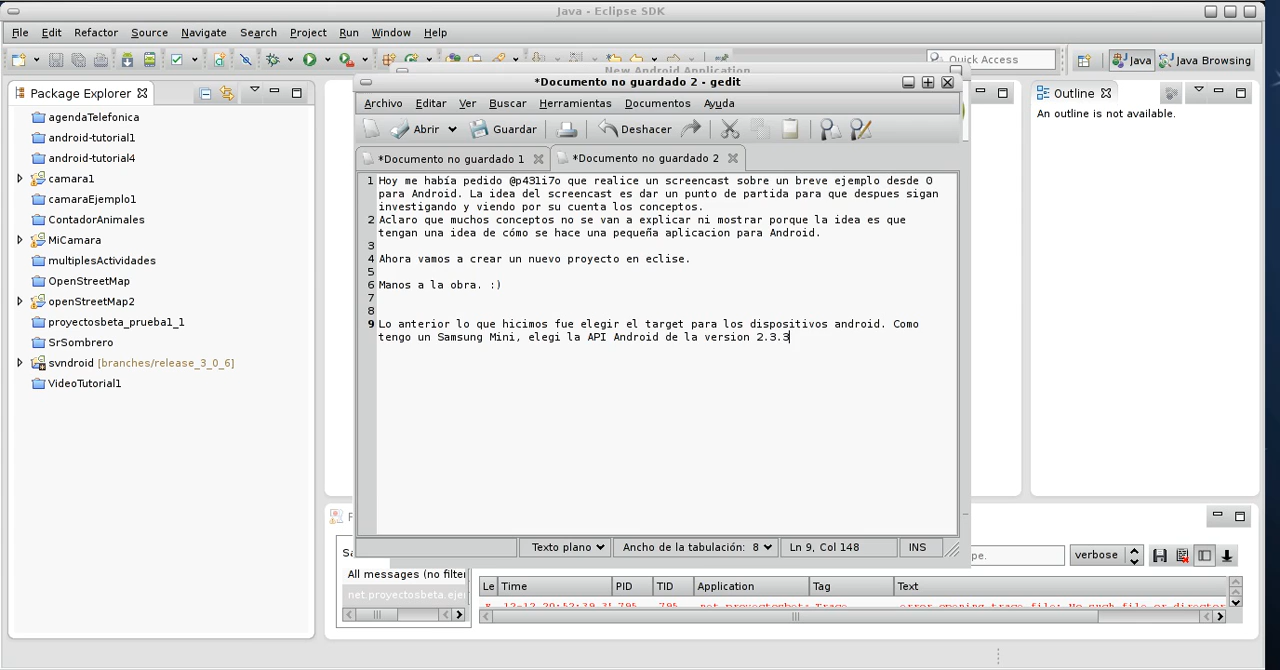 Java - Eclipse SDK
File Edit Refactor Source Navigate Search Project Run Window Help
Quick Access
Java
Java Browsing
New Android Application
*Documento no guardado 2 - gedit
Archivo Editar Ver Buscar Herramientas Documentos Ayuda
Abrir Guardar Deshacer
*Documento no guardado 1
*Documento no guardado 2
1 Hoy me había pedido @p431i7o que realice un screencast sobre un breve ejemplo desde 0
para Android. La idea del screencast es dar un punto de partida para que despues sigan
investigando y viendo por su cuenta los conceptos.
2 Aclaro que muchos conceptos no se van a explicar ni mostrar porque la idea es que
tengan una idea de cómo se hace una pequeña aplicacion para Android.
3
4 Ahora vamos a crear un nuevo proyecto en eclise.
5
6 Manos a la obra. :)
7
8
9 Lo anterior lo que hicimos fue elegir el target para los dispositivos android. Como
tengo un Samsung Mini, elegi la API Android de la version 2.3.3
Texto plano Ancho de la tabulación: 8 Ln 9, Col 148 INS
Package Explorer
agendaTelefonica
android-tutorial1
android-tutorial4
camara1
camaraEjemplo1
ContadorAnimales
MiCamara
multiplesActividades
OpenStreetMap
openStreetMap2
proyectosbeta_prueba1_1
SrSombrero
svndroid [branches/release_3_0_6]
VideoTutorial1
Outline
An outline is not available.
Sa
All messages (no filter
net.proyectosbeta.ejer
pe.
verbose
Le Time PID TID Application Tag Text